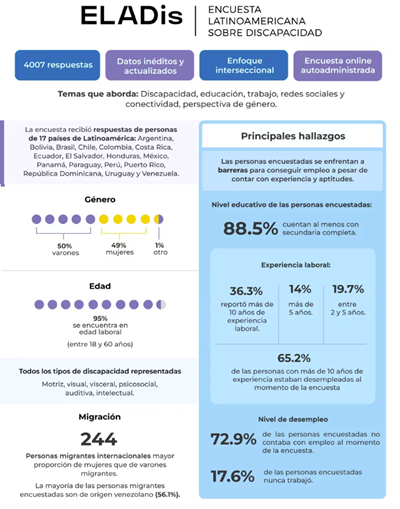 ELADis
ENCUESTA
LATINOAMERICANA
SOBRE DISCAPACIDAD
4007 respuestas
Datos inéditos y
actualizados
Enfoque
interseccional
Encuesta online
autoadministrada
Temas que aborda: Discapacidad, educación, trabajo, redes sociales y
conectividad, perspectiva de género.
La encuesta recibió respuestas de personas
de 17 países de Latinoamérica: Argentina,
Bolivia, Brasil, Chile, Colombia, Costa Rica,
Ecuador, El Salvador, Honduras, México,
Panamá, Paraguay, Perú, Puerto Rico,
República Dominicana, Uruguay y Venezuela.
Género
50%
varones
49%
mujeres
1%
otro
Edad
95%
se encuentra en
edad laboral
(entre 18 y 60 años)
Todos los tipos de discapacidad representadas
Motriz, visual, visceral, psicosocial,
auditiva, intelectual.
Migración
244
Personas migrantes internacionales mayor
proporción de mujeres que de varones
migrantes.
La mayoría de las personas migrantes
encuestadas son de origen venezolano (56.1%).
Principales hallazgos
Las personas encuestadas se enfrentan a
barreras para conseguir empleo a pesar de
contar con experiencia y aptitudes.
Nivel educativo de las personas encuestadas:
88.5%
cuentan al menos con
secundaria completa.
Experiencia laboral:
36.3%
reportó más de
10 años de
experiencia
laboral.
14%
más de
5 años.
19.7%
entre
2 y 5 años.
65.2%
de las personas con más de 10 años de
experiencia estaban desempleadas al
momento de la encuesta
Nivel de desempleo
72.9%
de las personas encuestadas no
contaba con empleo al momento de
la encuesta.
17.6%
de las personas encuestadas
nunca trabajó.